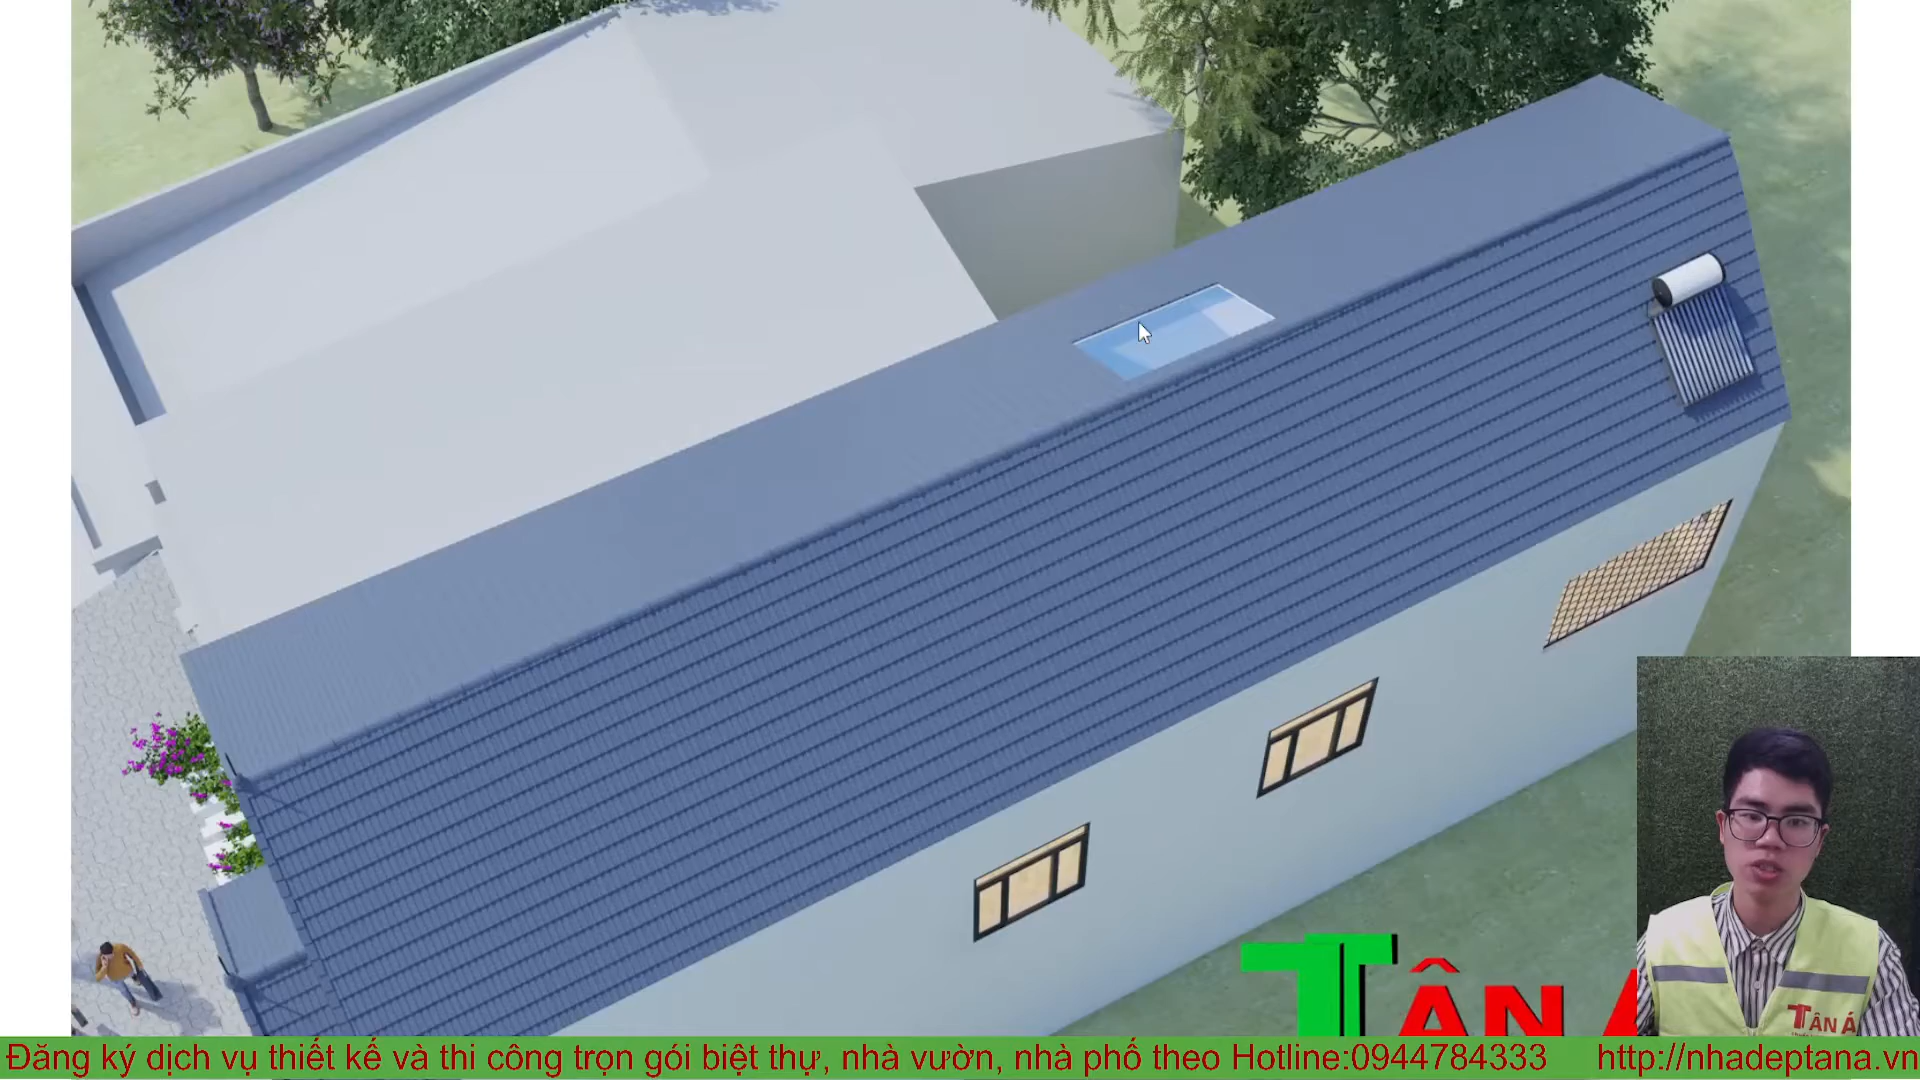 TÂN Á
TÂN Á
Đăng ký dịch vụ thiết kế và thi công trọn gói biệt thự, nhà vườn, nhà phố theo Hotline:0944784333 http://nhadeptana.vn